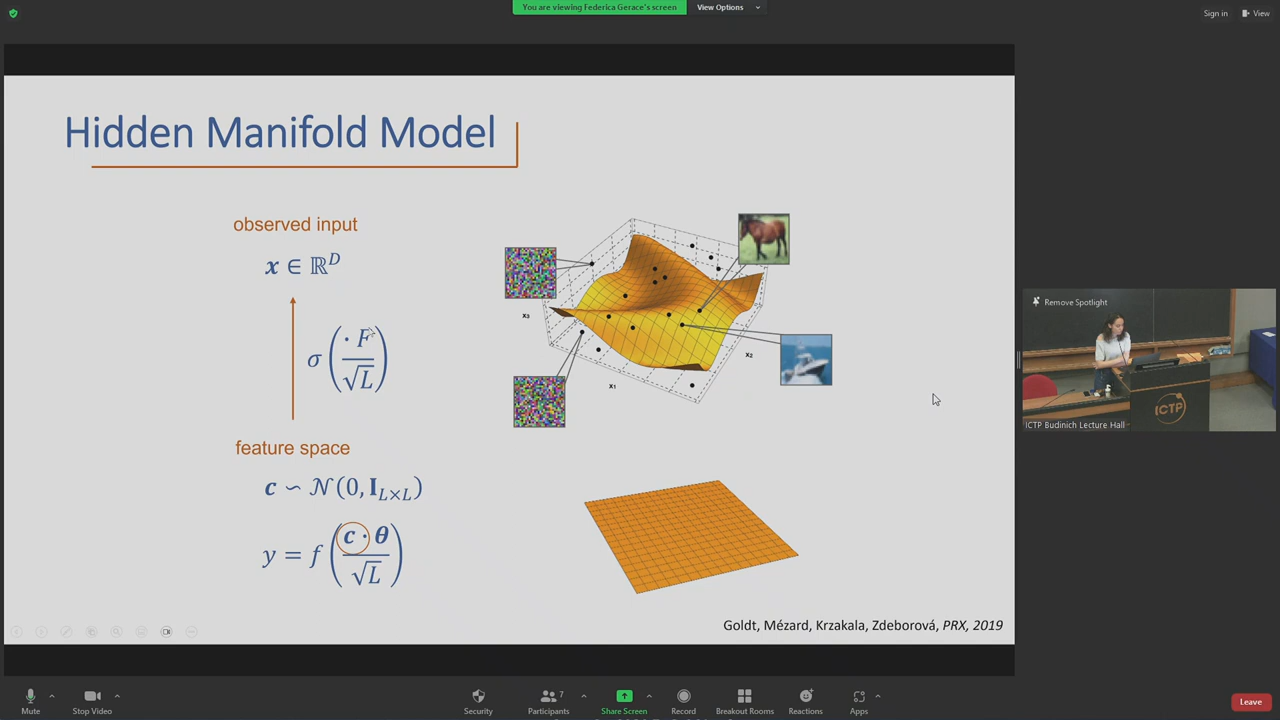 You are viewing Federica Gerace's screen
View Options
Sign in
View
Hidden Manifold Model
observed input
x ∈ ℝ^D
σ(· F/√L)
feature space
c ∽ 𝒩(0, I_{L×L})
y = f(c · θ/√L)
x₃
x₂
x₁
Goldt, Mézard, Krzakala, Zdeborová, PRX, 2019
Remove Spotlight
ICTP
ICTP Budinich Lecture Hall
Mute
Stop Video
Security
Participants
7
Share Screen
Record
Breakout Rooms
Reactions
Apps
Leave